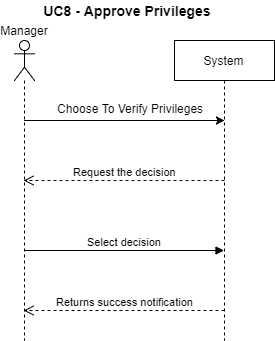 UC8 - Approve Privileges
Manager
System
Choose To Verify Privileges
Request the decision
Select decision
Returns success notification